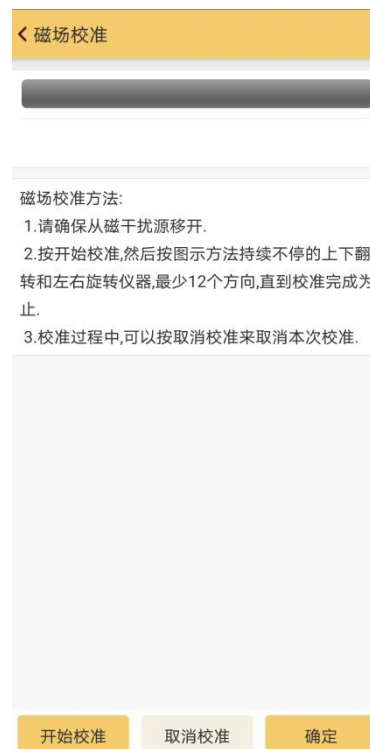 磁场校准
磁场校准方法:
1.请确保从磁干扰源移开.
2.按开始校准,然后按图示方法持续不停的上下翻
转和左右旋转仪器,最少12个方向,直到校准完成为
止.
3.校准过程中,可以按取消校准来取消本次校准.
开始校准 取消校准 确定